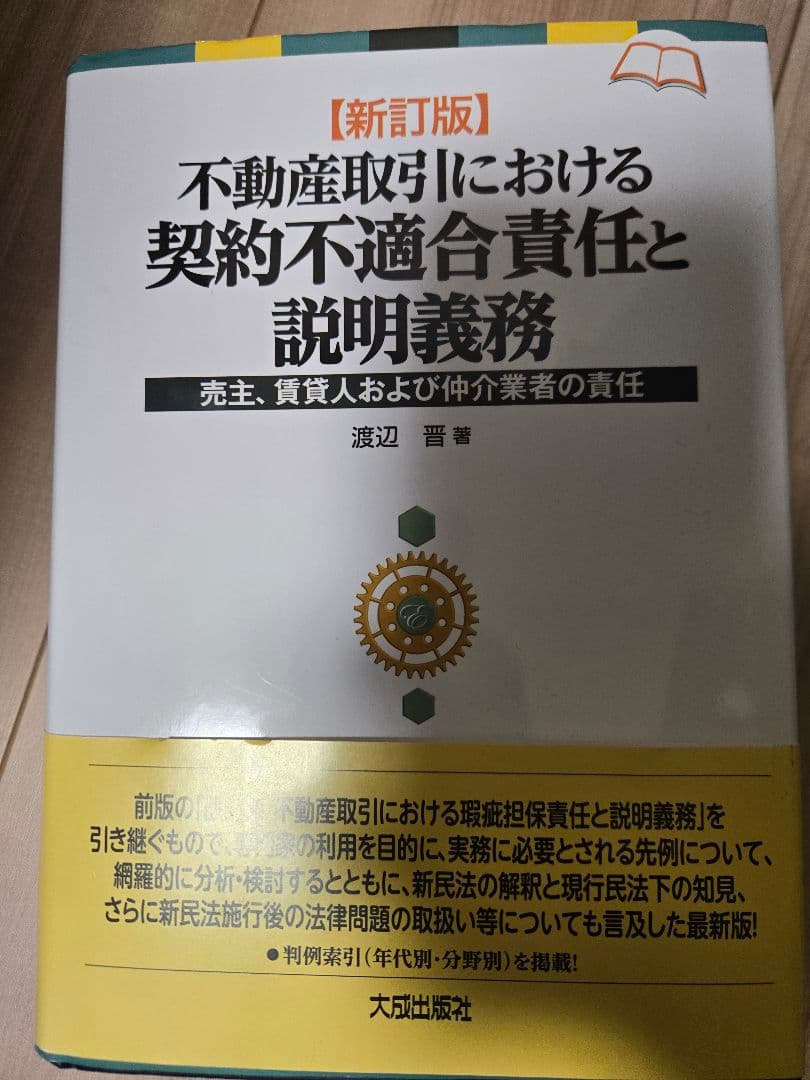 【新訂版】
不動産取引における
契約不適合責任と
説明義務
売主、賃貸人および仲介業者の責任
渡辺 晋 著
前版の「 不動産取引における瑕疵担保責任と説明義務」を
引き継ぐもので、専門家の利用を目的に、実務に必要とされる先例について、
網羅的に分析・検討するとともに、新民法の解釈と現行民法下の知見、
さらに新民法施行後の法律問題の取扱い等についても言及した最新版!
●判例索引(年代別・分野別)を掲載!
大成出版社